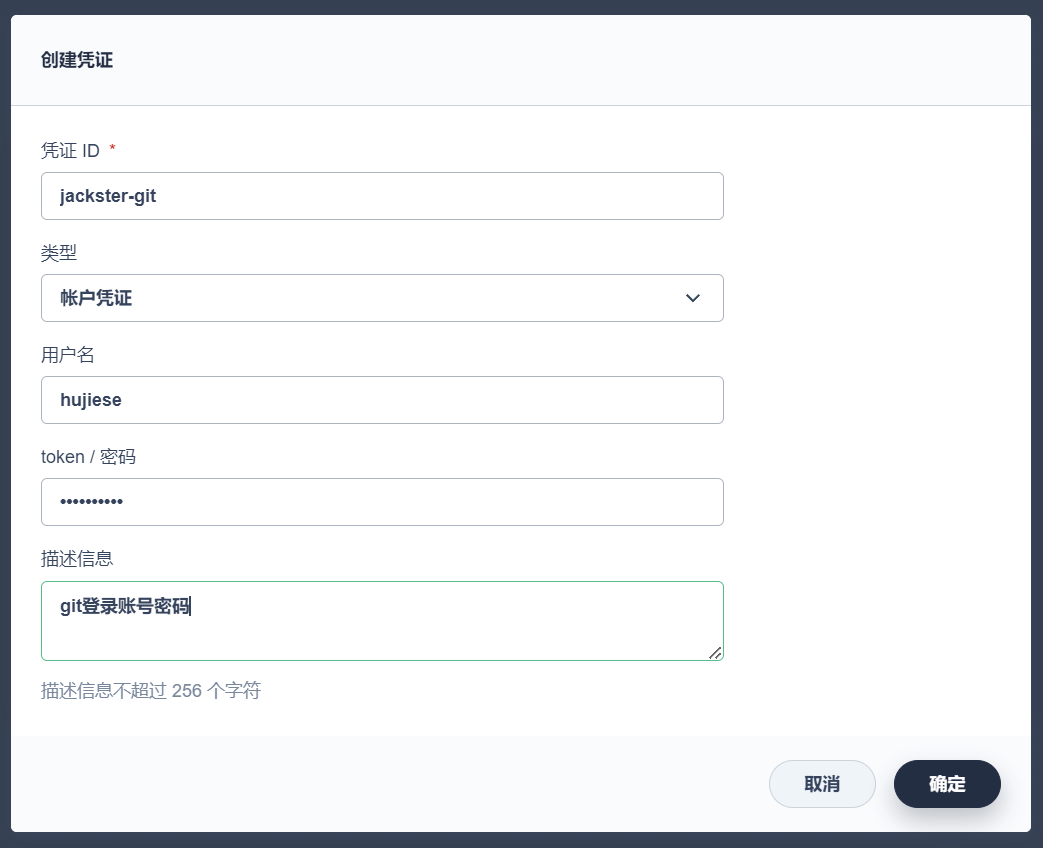 创建凭证
凭证 ID *
jackster-git
类型
帐户凭证
用户名
hujiese
token / 密码
••••••••••
描述信息
git登录账号密码
描述信息不超过 256 个字符
取消 确定